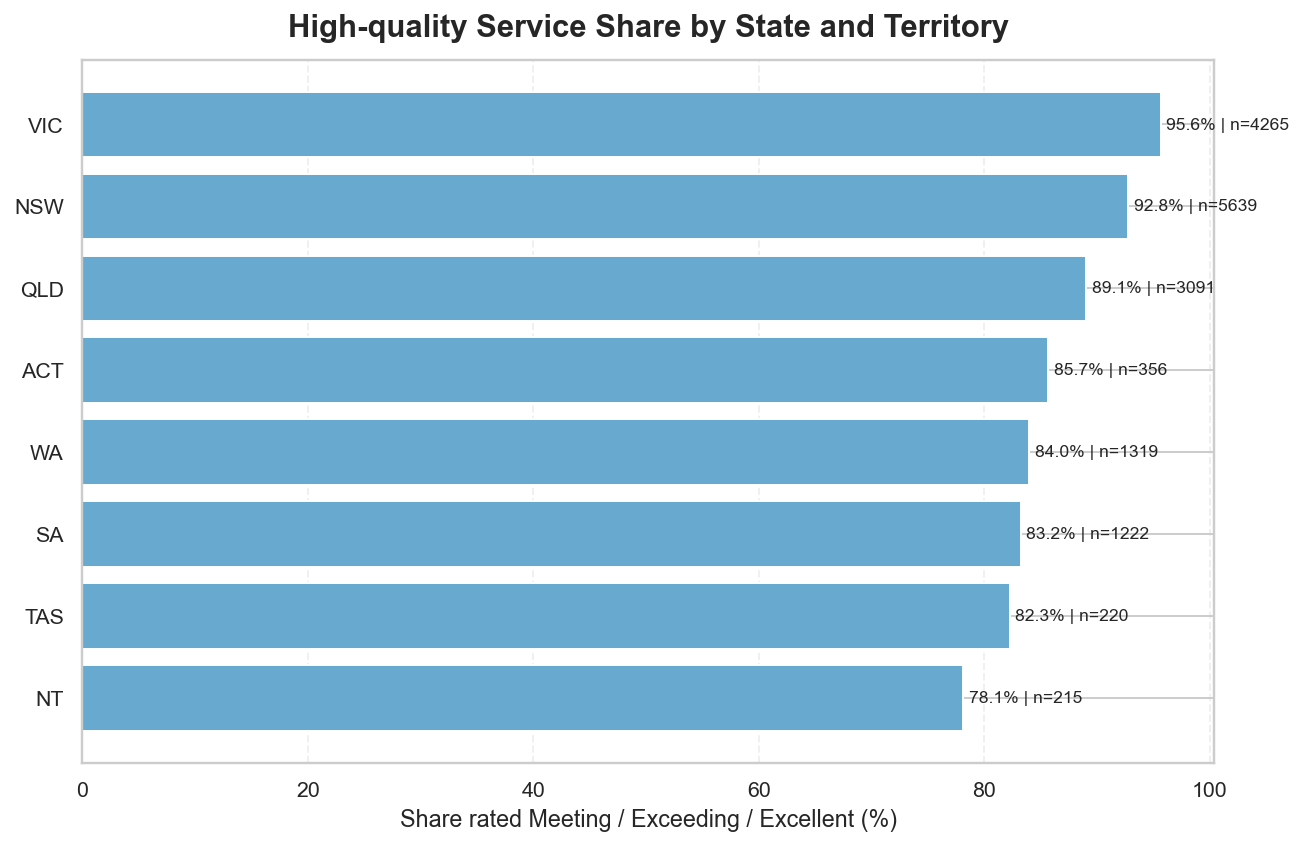 High-quality Service Share by State and Territory
VIC
95.6% | n=4265
NSW
92.8% | n=5639
QLD
89.1% | n=3091
ACT
85.7% | n=356
WA
84.0% | n=1319
SA
83.2% | n=1222
TAS
82.3% | n=220
NT
78.1% | n=215
0 20 40 60 80 100
Share rated Meeting / Exceeding / Excellent (%)